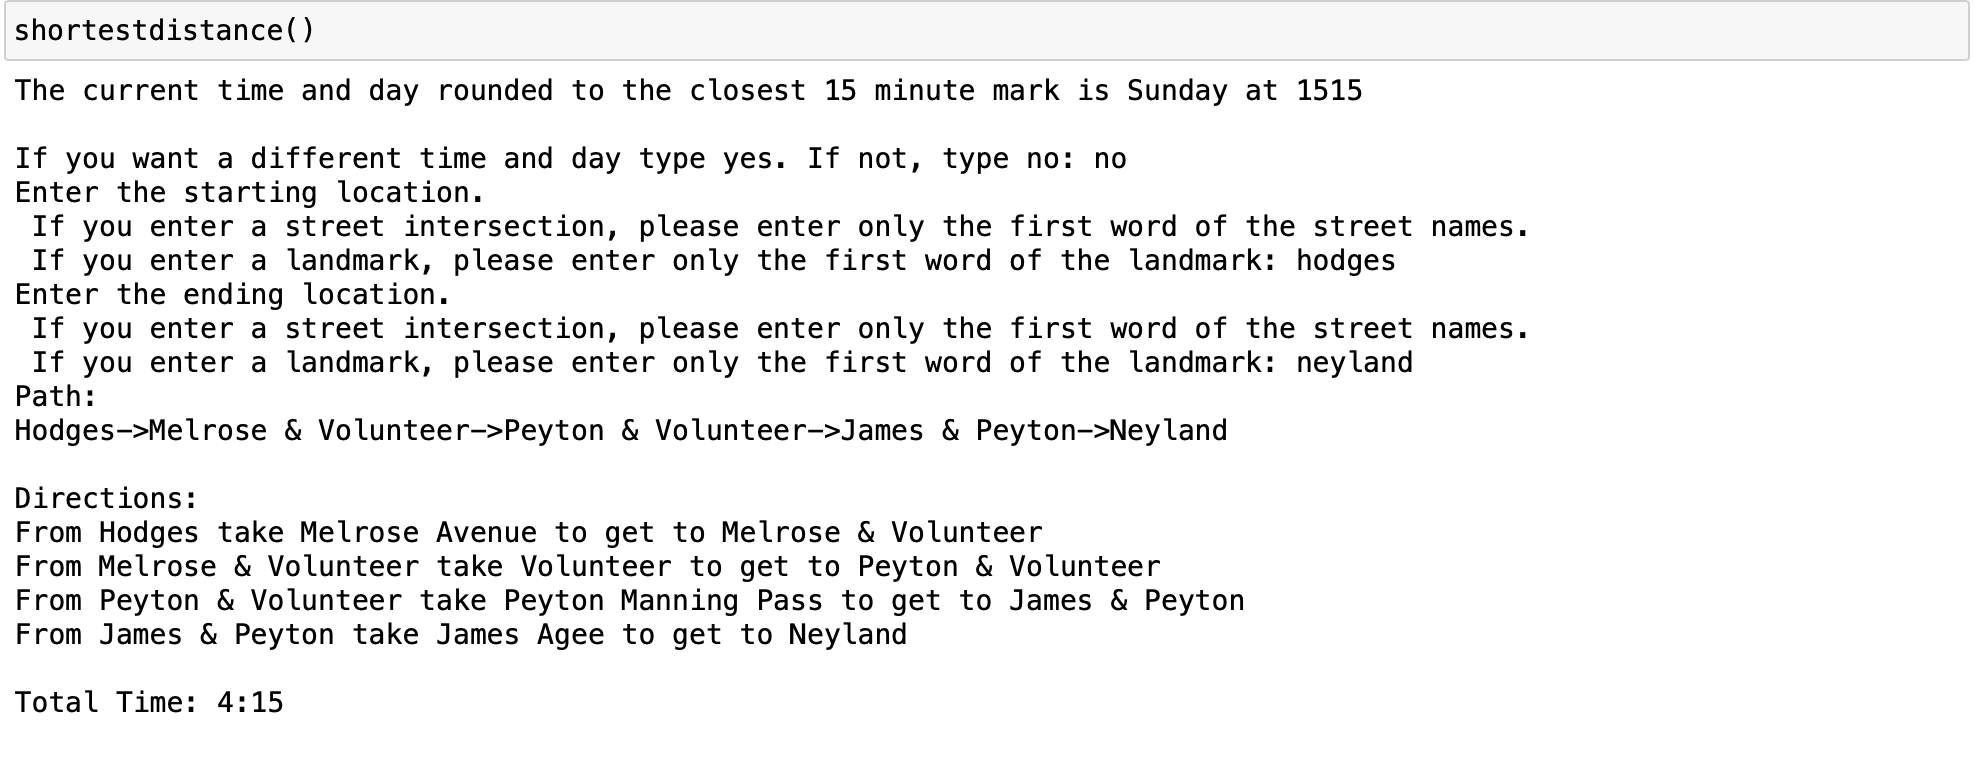 shortestdistance()
The current time and day rounded to the closest 15 minute mark is Sunday at 1515
If you want a different time and day type yes. If not, type no: no
Enter the starting location.
If you enter a street intersection, please enter only the first word of the street names.
If you enter a landmark, please enter only the first word of the landmark: hodges
Enter the ending location.
If you enter a street intersection, please enter only the first word of the street names.
If you enter a landmark, please enter only the first word of the landmark: neyland
Path:
Hodges->Melrose & Volunteer->Peyton & Volunteer->James & Peyton->Neyland
Directions:
From Hodges take Melrose Avenue to get to Melrose & Volunteer
From Melrose & Volunteer take Volunteer to get to Peyton & Volunteer
From Peyton & Volunteer take Peyton Manning Pass to get to James & Peyton
From James & Peyton take James Agee to get to Neyland
Total Time: 4:15